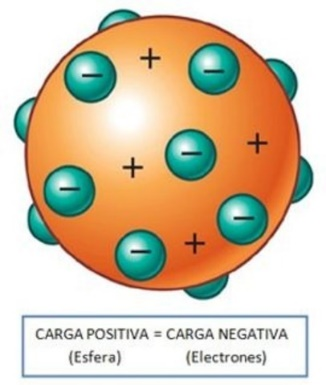 − + −
− +
+
− −
− +
CARGA POSITIVA = CARGA NEGATIVA
(Esfera) (Electrones)